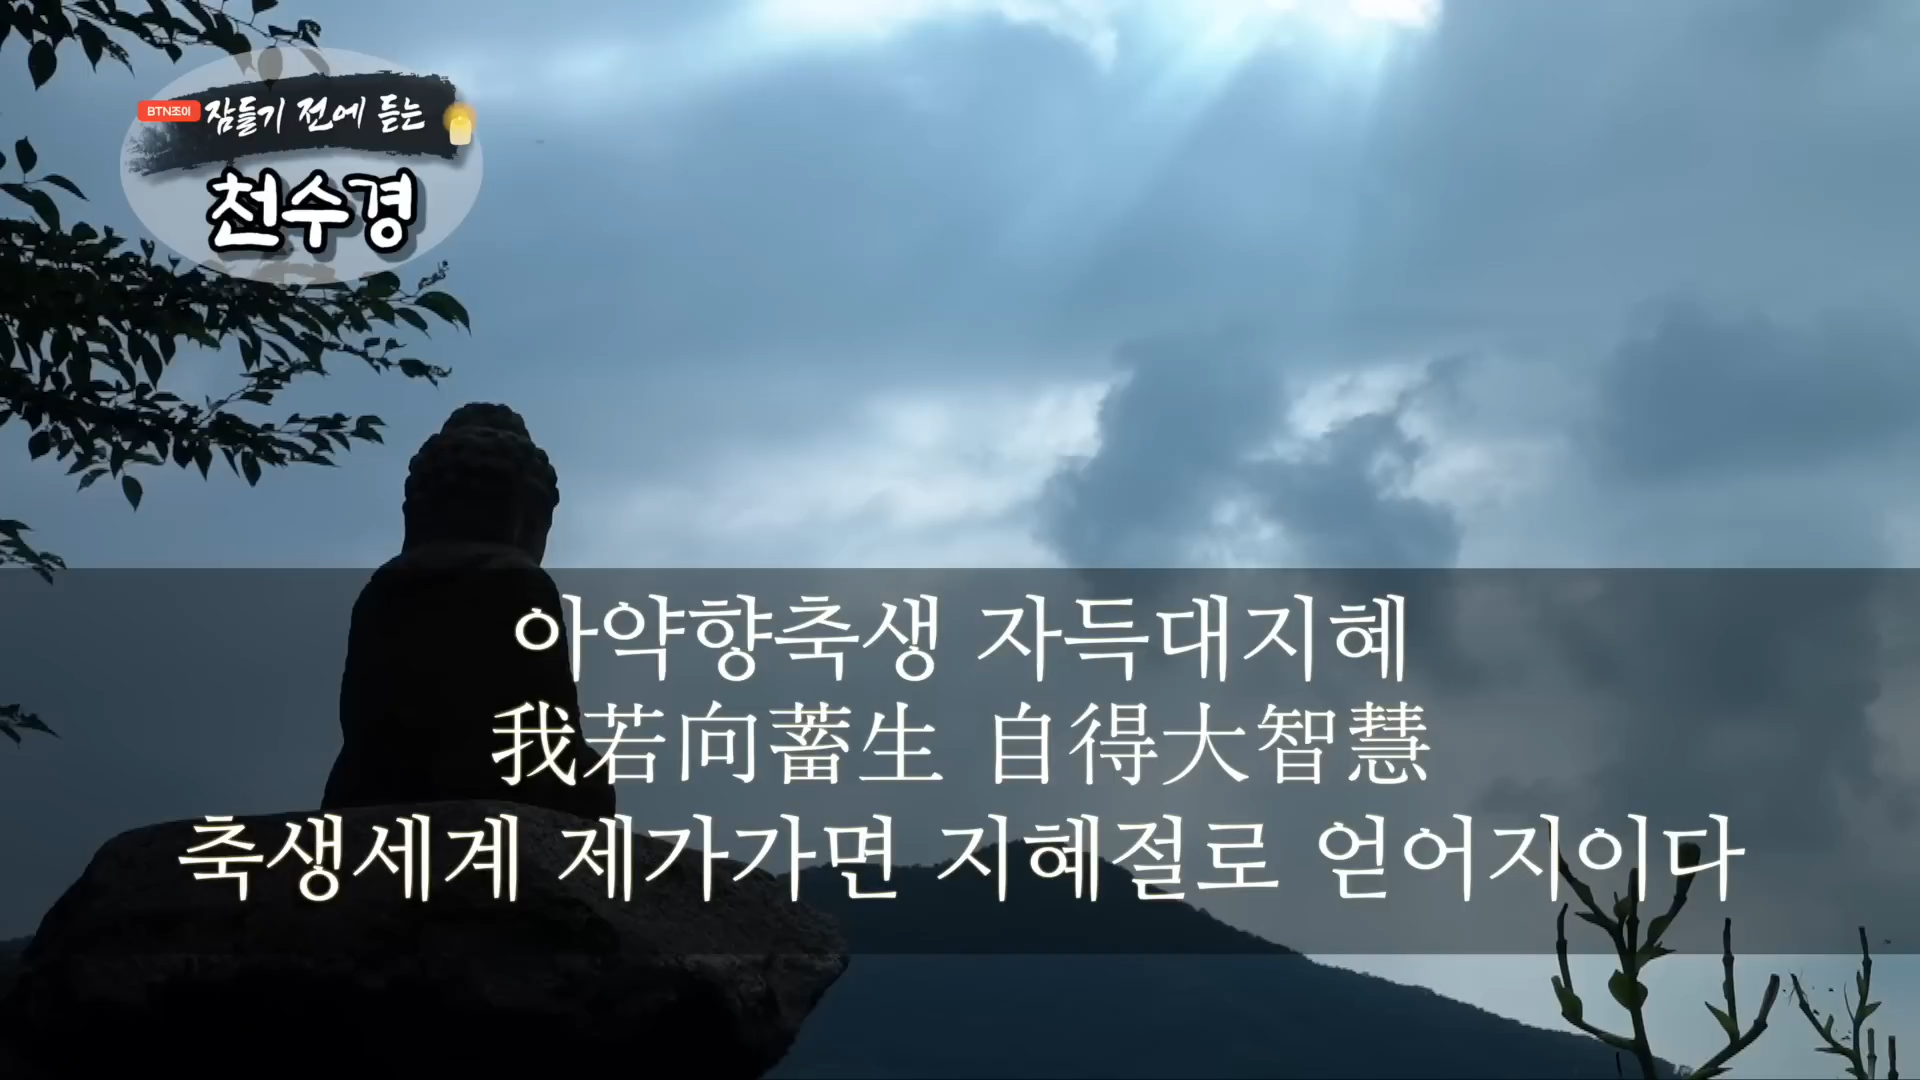 BTN조이
잠들기 전에 듣는
천수경
아약향축생 자득대지혜
我若向蓄生 自得大智慧
축생세계 제가가면 지혜절로 얻어지이다